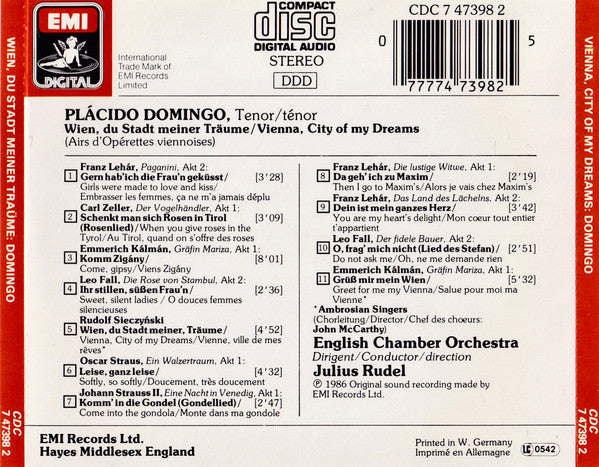 WIEN, DU STADT MEINER TRAÜME: DOMINGO
CDC
7 47398 2
EMI
DIGITAL
International
Trade Mark of
EMI Records
Limited
COMPACT
disc
DIGITAL AUDIO
STEREO
DDD
CDC 7 47398 2
0
5
77774 73982
PLÁCIDO DOMINGO, Tenor/ténor
Wien, du Stadt meiner Träume/Vienna, City of my Dreams
(Airs d'Opérettes viennoises)
Franz Lehár, Paganini, Akt 2:
1 Gern hab'ich die Frau'n geküsst/ [3'28]
Girls were made to love and kiss/
Embrasser les femmes, ça ne m'a jamais déplu
Carl Zeller, Der Vogelhändler, Akt 1:
2 Schenkt man sich Rosen in Tirol [3'09]
(Rosenlied)/When you give roses in the
Tyrol/Au Tirol, quand on s'offre des roses
Emmerich Kálmán, Gräfin Mariza, Akt 1:
3 Komm Zigány/ [8'01]
Come, gipsy/Viens Zigány
Leo Fall, Die Rose von Stambul, Akt 2:
4 Ihr stillen, süßen Frau'n/ [2'36]
Sweet, silent ladies / O douces femmes
silencieuses
Rudolf Sieczyński
5 Wien, du Stadt meiner, Träume/ [4'52]
Vienna, City of my Dreams/Vienne, ville de mes
rêves*
Oscar Straus, Ein Walzertraum, Akt 1:
6 Leise, ganz leise/ [4'32]
Softly, so softly/Doucement, très doucement
Johann Strauss II, Eine Nacht in Venedig, Akt 1:
7 Komm' in die Gondel (Gondellied)/ [2'47]
Come into the gondola/Monte dans ma gondole
Franz Lehár, Die lustige Witwe, Akt 1:
8 Da geh' ich zu Maxim/ [2'19]
Then I go to Maxim's/Alors je vais chez Maxim's
Franz Lehár, Das Land des Lächelns, Akt 2:
9 Dein ist mein ganzes Herz/ [3'42]
You are my heart's delight/Mon cœur tout entier
t'appartient
Leo Fall, Der fidele Bauer, Akt 2:
10 O, frag' mich nicht (Lied des Stefan)/ [2'51]
Do not ask me/Oh, ne me demande rien
Emmerich Kálmán, Gräfin Mariza, Akt 1:
11 Grüß mir mein Wien/ [5'32]
Greet for me my Vienna/Salue pour moi ma
Vienne*
*Ambrosian Singers
(Chorleitung/Director/Chef des chœurs:
John McCarthy)
English Chamber Orchestra
Dirigent/Conductor/direction
Julius Rudel
℗ 1986 Original sound recording made by
EMI Records Ltd.
EMI Records Ltd.
Hayes Middlesex England
Printed in W. Germany
Imprimé en Allemagne
LC 0542
VIENNA, CITY OF MY DREAMS: DOMINGO
CDC
7 47398 2